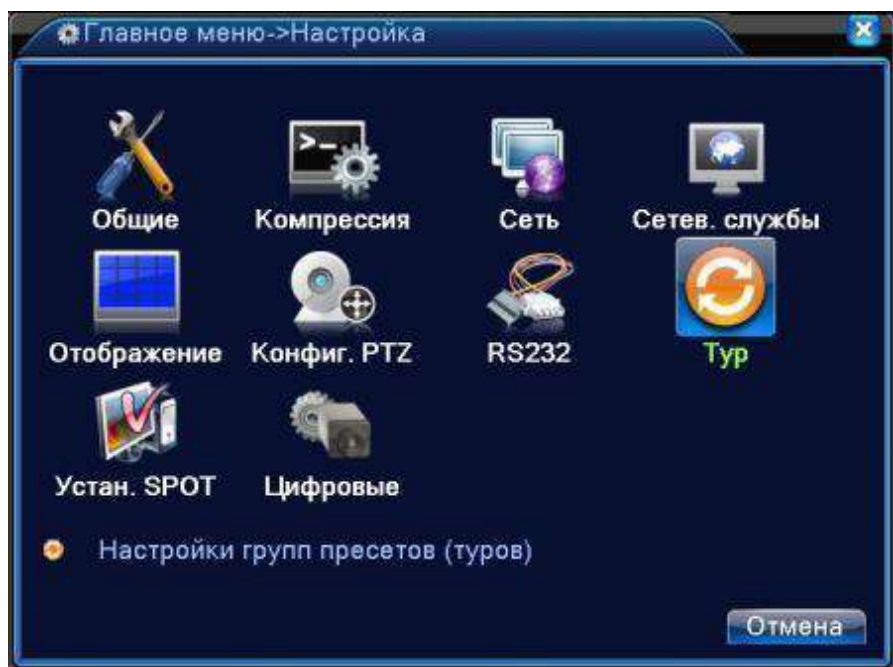 Главное меню->Настройка
Общие Компрессия Сеть Сетев. службы
>-
Отображение Конфиг. PTZ RS232 Тур
Устан. SPOT Цифровые
Настройки групп пресетов (туров)
Отмена